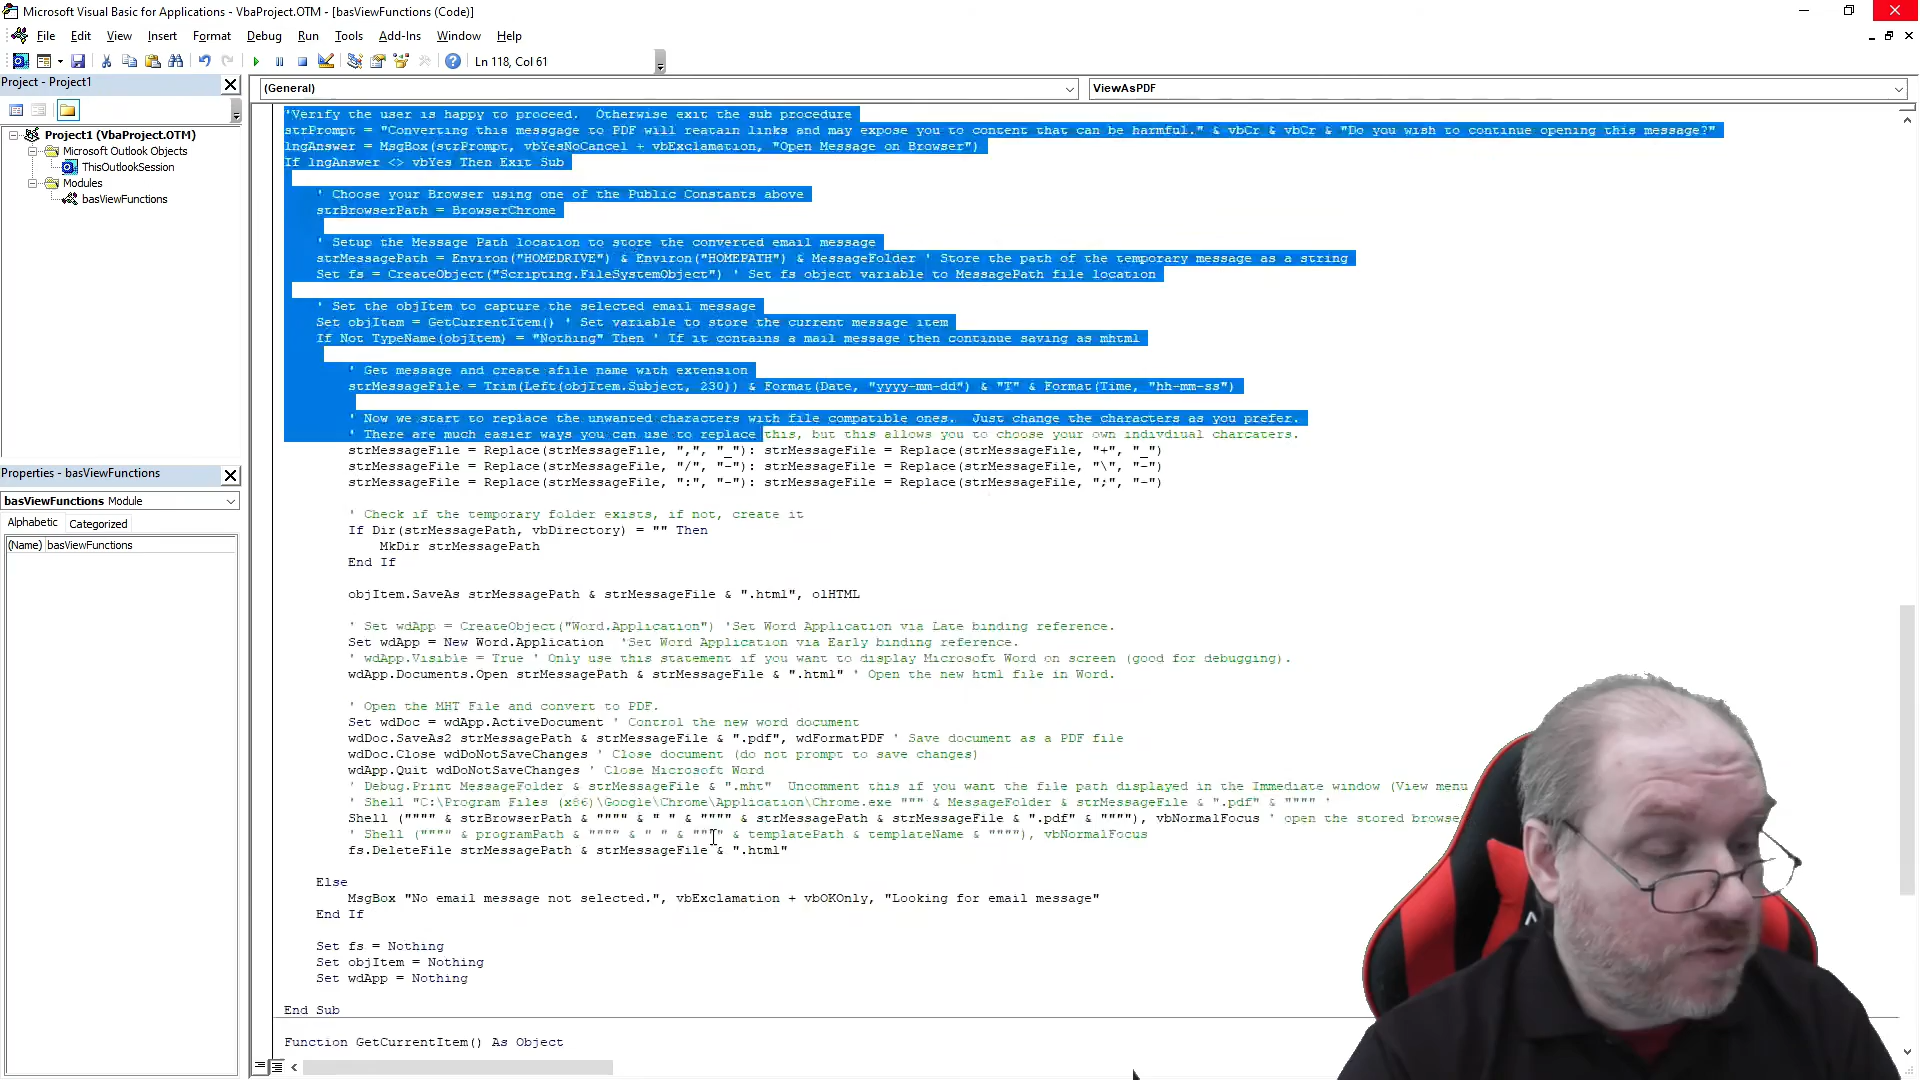 Microsoft Visual Basic for Applications - VbaProject.OTM - [basViewFunctions (Code)]
File Edit View Insert Format Debug Run Tools Add-Ins Window Help
Ln 118, Col 61
Project - Project1
(General)
ViewAsPDF
Project1 (VbaProject.OTM)
Microsoft Outlook Objects
ThisOutlookSession
Modules
basViewFunctions
Properties - basViewFunctions
basViewFunctions Module
Alphabetic Categorized
(Name) basViewFunctions
'Verify the user is happy to proceed.  Otherwise exit the sub procedure
strPrompt = "Converting this messgage to PDF will reatain links and may expose you to content that can be harmful." & vbCr & vbCr & "Do you wish to continue opening this message?"
lngAnswer = MsgBox(strPrompt, vbYesNoCancel + vbExclamation, "Open Message on Browser")
If lngAnswer <> vbYes Then Exit Sub
' Choose your Browser using one of the Public Constants above
strBrowserPath = BrowserChrome
' Setup the Message Path location to store the converted email message
strMessagePath = Environ("HOMEDRIVE") & Environ("HOMEPATH") & MessageFolder ' Store the path of the temporary message as a string
Set fs = CreateObject("Scripting.FileSystemObject") ' Set fs object variable to MessagePath file location
' Set the objItem to capture the selected email message
Set objItem = GetCurrentItem() ' Set variable to store the current message item
If Not TypeName(objItem) = "Nothing" Then ' If it contains a mail message then continue saving as mhtml
' Get message and create afile name with extension
strMessageFile = Trim(Left(objItem.Subject, 230)) & Format(Date, "yyyy-mm-dd") & "T" & Format(Time, "hh-mm-ss")
' Now we start to replace the unwanted characters with file compatible ones.  Just change the characters as you prefer.
' There are much easier ways you can use to replace this, but this allows you to choose your own indivdiual charcaters.
strMessageFile = Replace(strMessageFile, ",", "_"): strMessageFile = Replace(strMessageFile, "+", "_")
strMessageFile = Replace(strMessageFile, "/", "-"): strMessageFile = Replace(strMessageFile, "\", "-")
strMessageFile = Replace(strMessageFile, ":", "-"): strMessageFile = Replace(strMessageFile, ";", "-")
' Check if the temporary folder exists, if not, create it
If Dir(strMessagePath, vbDirectory) = "" Then
MkDir strMessagePath
End If
objItem.SaveAs strMessagePath & strMessageFile & ".html", olHTML
' Set wdApp = CreateObject("Word.Application") 'Set Word Application via Late binding reference.
Set wdApp = New Word.Application  'Set Word Application via Early binding reference.
' wdApp.Visible = True ' Only use this statement if you want to display Microsoft Word on screen (good for debugging).
wdApp.Documents.Open strMessagePath & strMessageFile & ".html" ' Open the new html file in Word.
' Open the MHT File and convert to PDF.
Set wdDoc = wdApp.ActiveDocument ' Control the new word document
wdDoc.SaveAs2 strMessagePath & strMessageFile & ".pdf", wdFormatPDF ' Save document as a PDF file
wdDoc.Close wdDoNotSaveChanges ' Close document (do not prompt to save changes)
wdApp.Quit wdDoNotSaveChanges ' Close Microsoft Word
' Debug.Print MessageFolder & strMessageFile & ".mht"  Uncomment this if you want the file path displayed in the Immediate window (View menu
' Shell "C:\Program Files (x86)\Google\Chrome\Application\Chrome.exe """ & MessageFolder & strMessageFile & ".pdf" & """" '
Shell ("""" & strBrowserPath & """" & " " & """" & strMessagePath & strMessageFile & ".pdf" & """"), vbNormalFocus ' open the stored browse
' Shell ("""" & programPath & """" & " " & """" & templatePath & templateName & """"), vbNormalFocus
fs.DeleteFile strMessagePath & strMessageFile & ".html"
Else
MsgBox "No email message not selected.", vbExclamation + vbOKOnly, "Looking for email message"
End If
Set fs = Nothing
Set objItem = Nothing
Set wdApp = Nothing
End Sub
Function GetCurrentItem() As Object